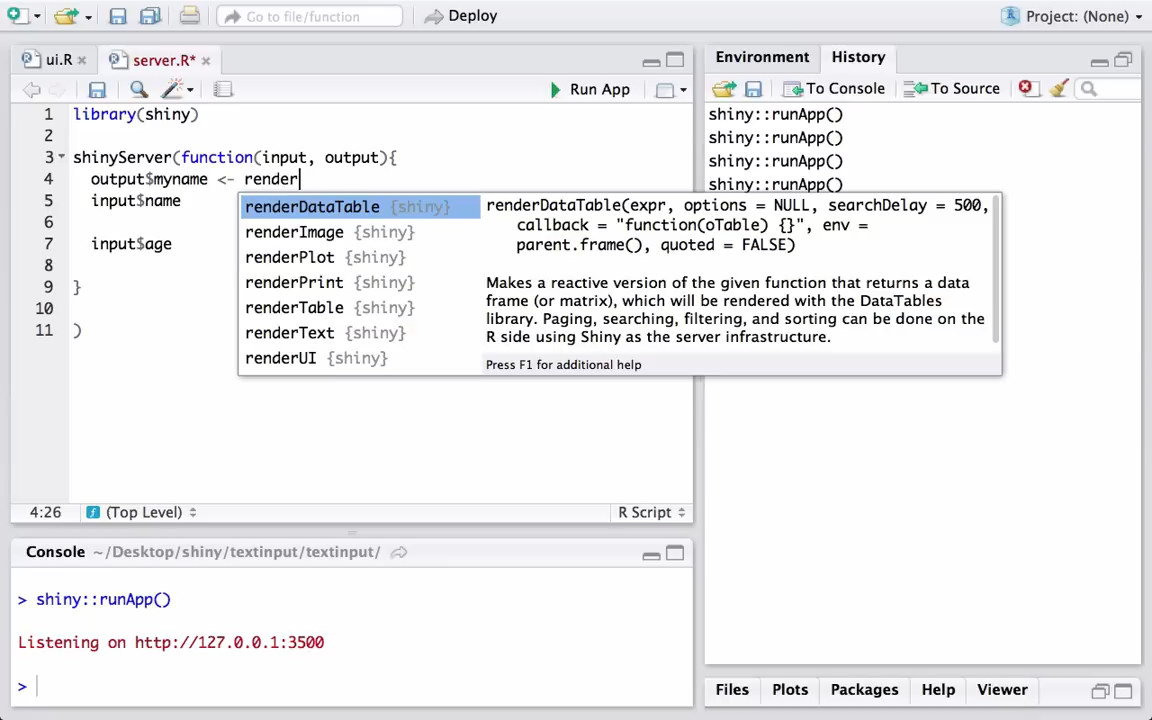 Go to file/function
Deploy
Project: (None)
ui.R
server.R*
Run App
1 library(shiny)
2
3 shinyServer(function(input, output){
4 output$myname <- render
5 input$name
6
7 input$age
8
9 }
10
11 )
renderDataTable {shiny}
renderImage {shiny}
renderPlot {shiny}
renderPrint {shiny}
renderTable {shiny}
renderText {shiny}
renderUI {shiny}
renderDataTable(expr, options = NULL, searchDelay = 500,
callback = "function(oTable) {}", env =
parent.frame(), quoted = FALSE)
Makes a reactive version of the given function that returns a data
frame (or matrix), which will be rendered with the DataTables
library. Paging, searching, filtering, and sorting can be done on the
R side using Shiny as the server infrastructure.
Press F1 for additional help
4:26 (Top Level) R Script
Console ~/Desktop/shiny/textinput/textinput/
> shiny::runApp()
Listening on http://127.0.0.1:3500
>
Environment History
To Console To Source
shiny::runApp()
shiny::runApp()
shiny::runApp()
shiny::runApp()
Files Plots Packages Help Viewer